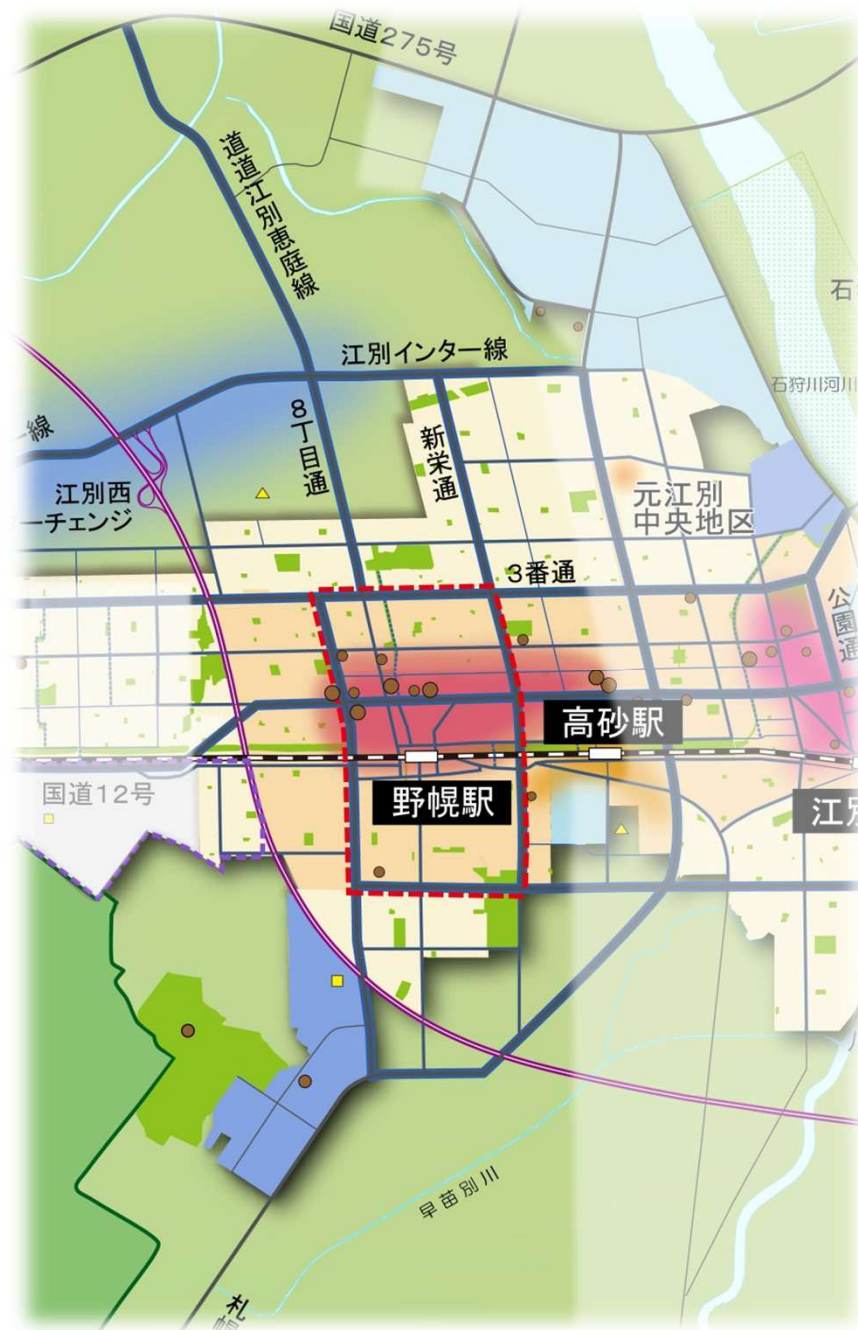 国道275号
道道江別恵庭線
石
江別インター線
石狩川河川
8丁目通
線
新栄通
江別西
ーチェンジ
元江別
中央地区
3番通
公園通
高砂駅
国道12号
野幌駅
江別
早苗別川
札幌